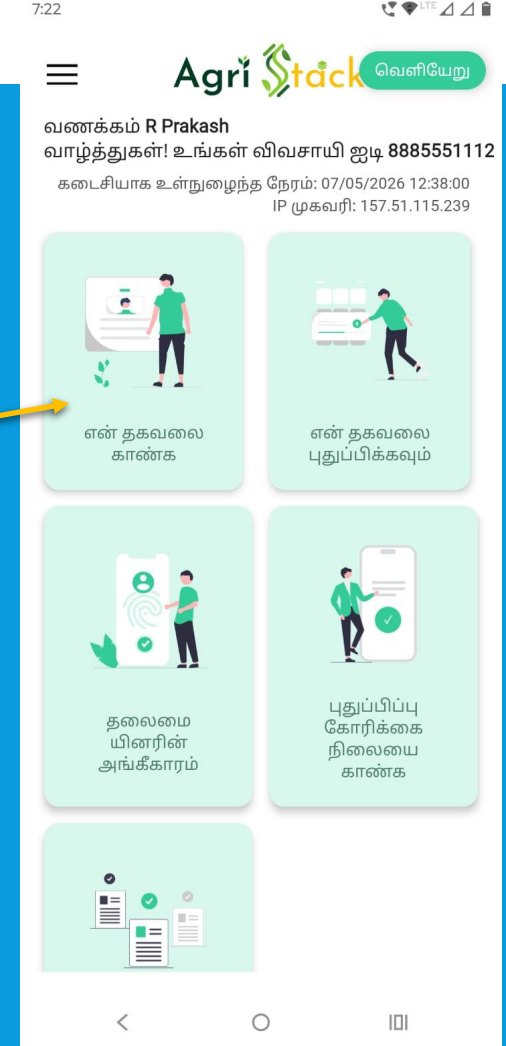 7:22
LTE
Agri Stack
வெளியேறு
வணக்கம் R Prakash
வாழ்த்துகள்! உங்கள் விவசாயி ஐடி 8885551112
கடைசியாக உள்நுழைந்த நேரம்: 07/05/2026 12:38:00
IP முகவரி: 157.51.115.239
என் தகவலை
காண்க
என் தகவலை
புதுப்பிக்கவும்
தலைமை
யினரின்
அங்கீகாரம்
புதுப்பிப்பு
கோரிக்கை
நிலையை
காண்க